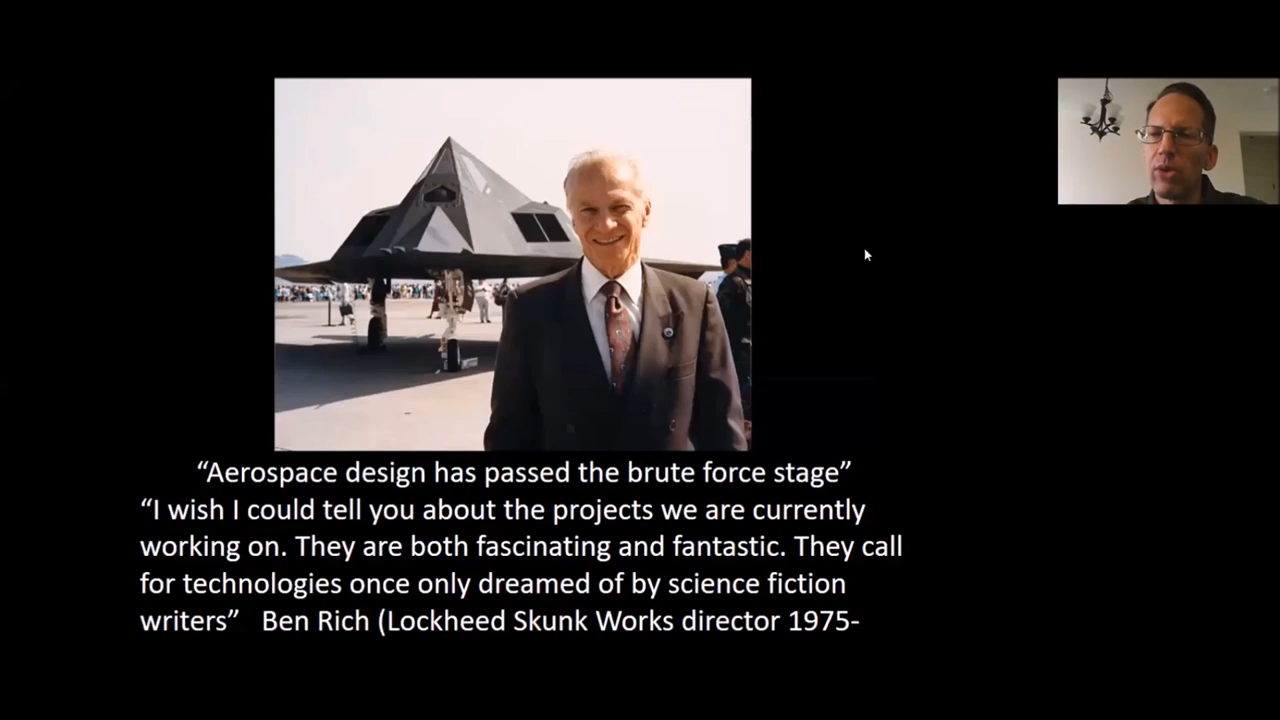 “Aerospace design has passed the brute force stage”
“I wish I could tell you about the projects we are currently
working on. They are both fascinating and fantastic. They call
for technologies once only dreamed of by science fiction
writers” Ben Rich (Lockheed Skunk Works director 1975-